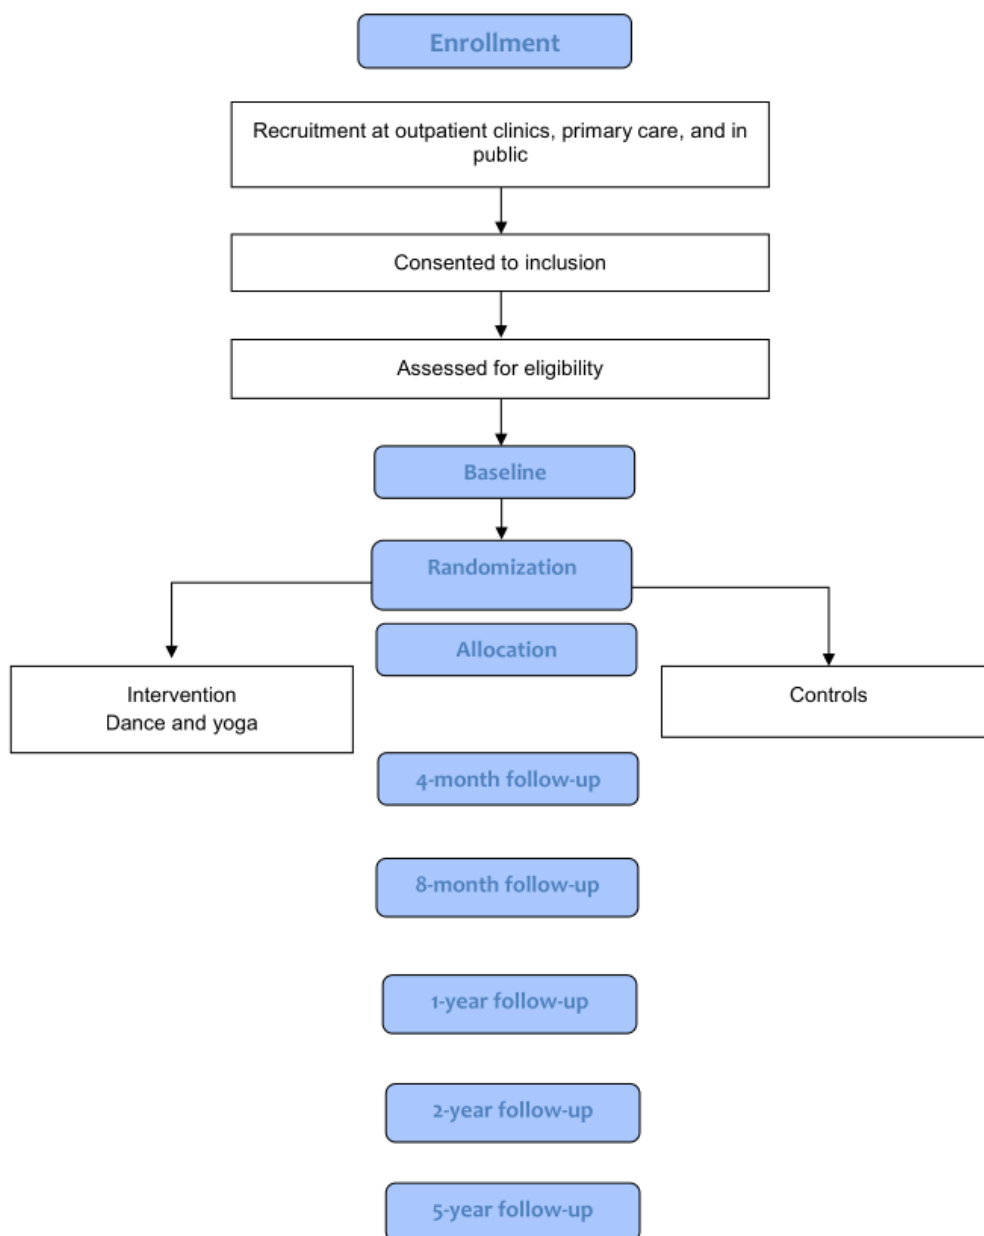 Enrollment
Recruitment at outpatient clinics, primary care, and in
public
Consented to inclusion
Assessed for eligibility
Baseline
Randomization
Allocation
Intervention
Dance and yoga
Controls
4-month follow-up
8-month follow-up
1-year follow-up
2-year follow-up
5-year follow-up